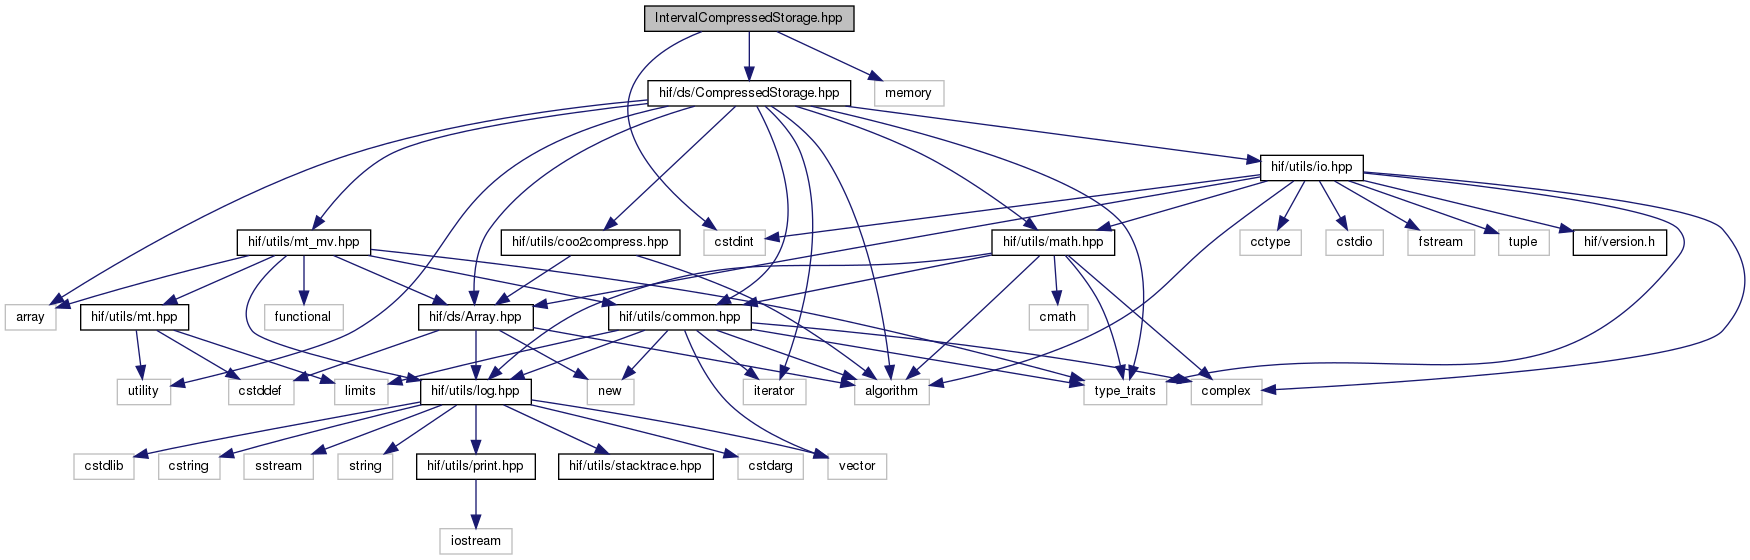 IntervalCompressedStorage.hpp
hif/ds/CompressedStorage.hpp
memory
hif/utils/io.hpp
hif/utils/mt_mv.hpp
hif/utils/coo2compress.hpp
cstdint
hif/utils/math.hpp
cctype
cstdio
fstream
tuple
hif/version.h
array
hif/utils/mt.hpp
functional
hif/ds/Array.hpp
hif/utils/common.hpp
cmath
utility
cstddef
limits
hif/utils/log.hpp
new
iterator
algorithm
type_traits
complex
cstdlib
cstring
sstream
string
hif/utils/print.hpp
hif/utils/stacktrace.hpp
cstdarg
vector
iostream